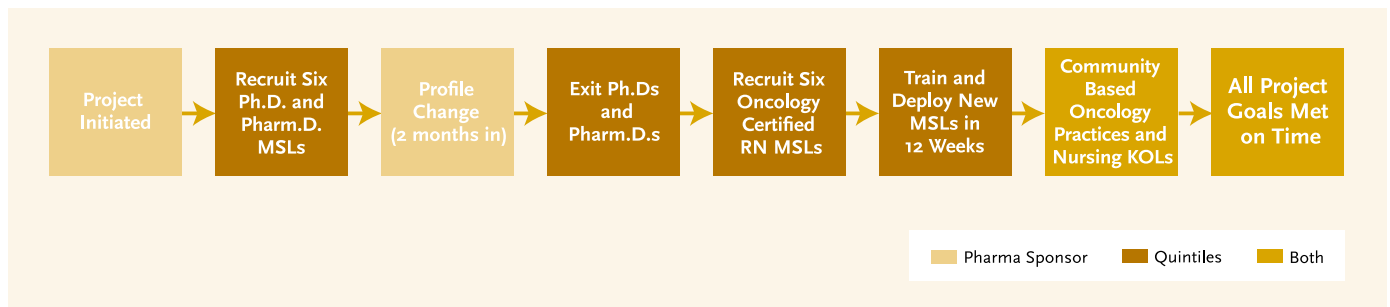 Project
Initiated
Recruit Six
Ph.D. and
Pharm.D.
MSLs
Profile
Change
(2 months in)
Exit Ph.Ds
and
Pharm.D.s
Recruit Six
Oncology
Certified
RN MSLs
Train and
Deploy New
MSLs in
12 Weeks
Community
Based
Oncology
Practices and
Nursing KOLs
All Project
Goals Met
on Time
Pharma Sponsor
Quintiles
Both